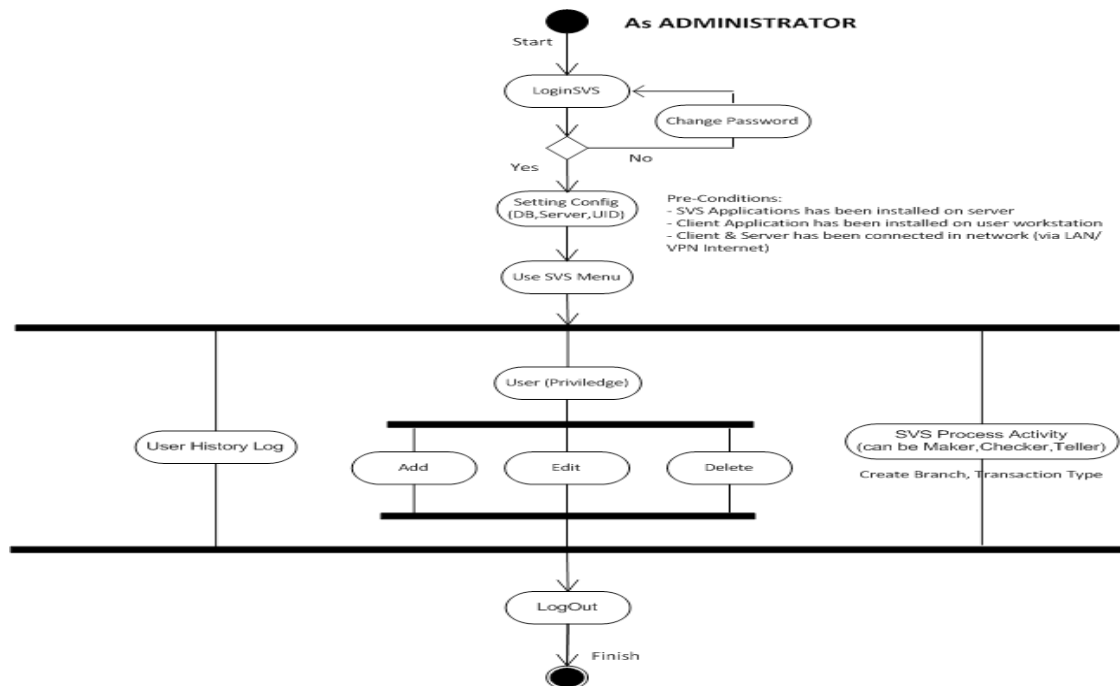 As ADMINISTRATOR
Start
LoginSVS
Change Password
No
Yes
Setting Config
(DB,Server,UID)
Pre-Conditions:
- SVS Applications has been installed on server
- Client Application has been installed on user workstation
- Client & Server has been connected in network (via LAN/
VPN Internet)
Use SVS Menu
User (Priviledge)
User History Log
Add
Edit
Delete
SVS Process Activity
(can be Maker,Checker,Teller)
Create Branch, Transaction Type
LogOut
Finish